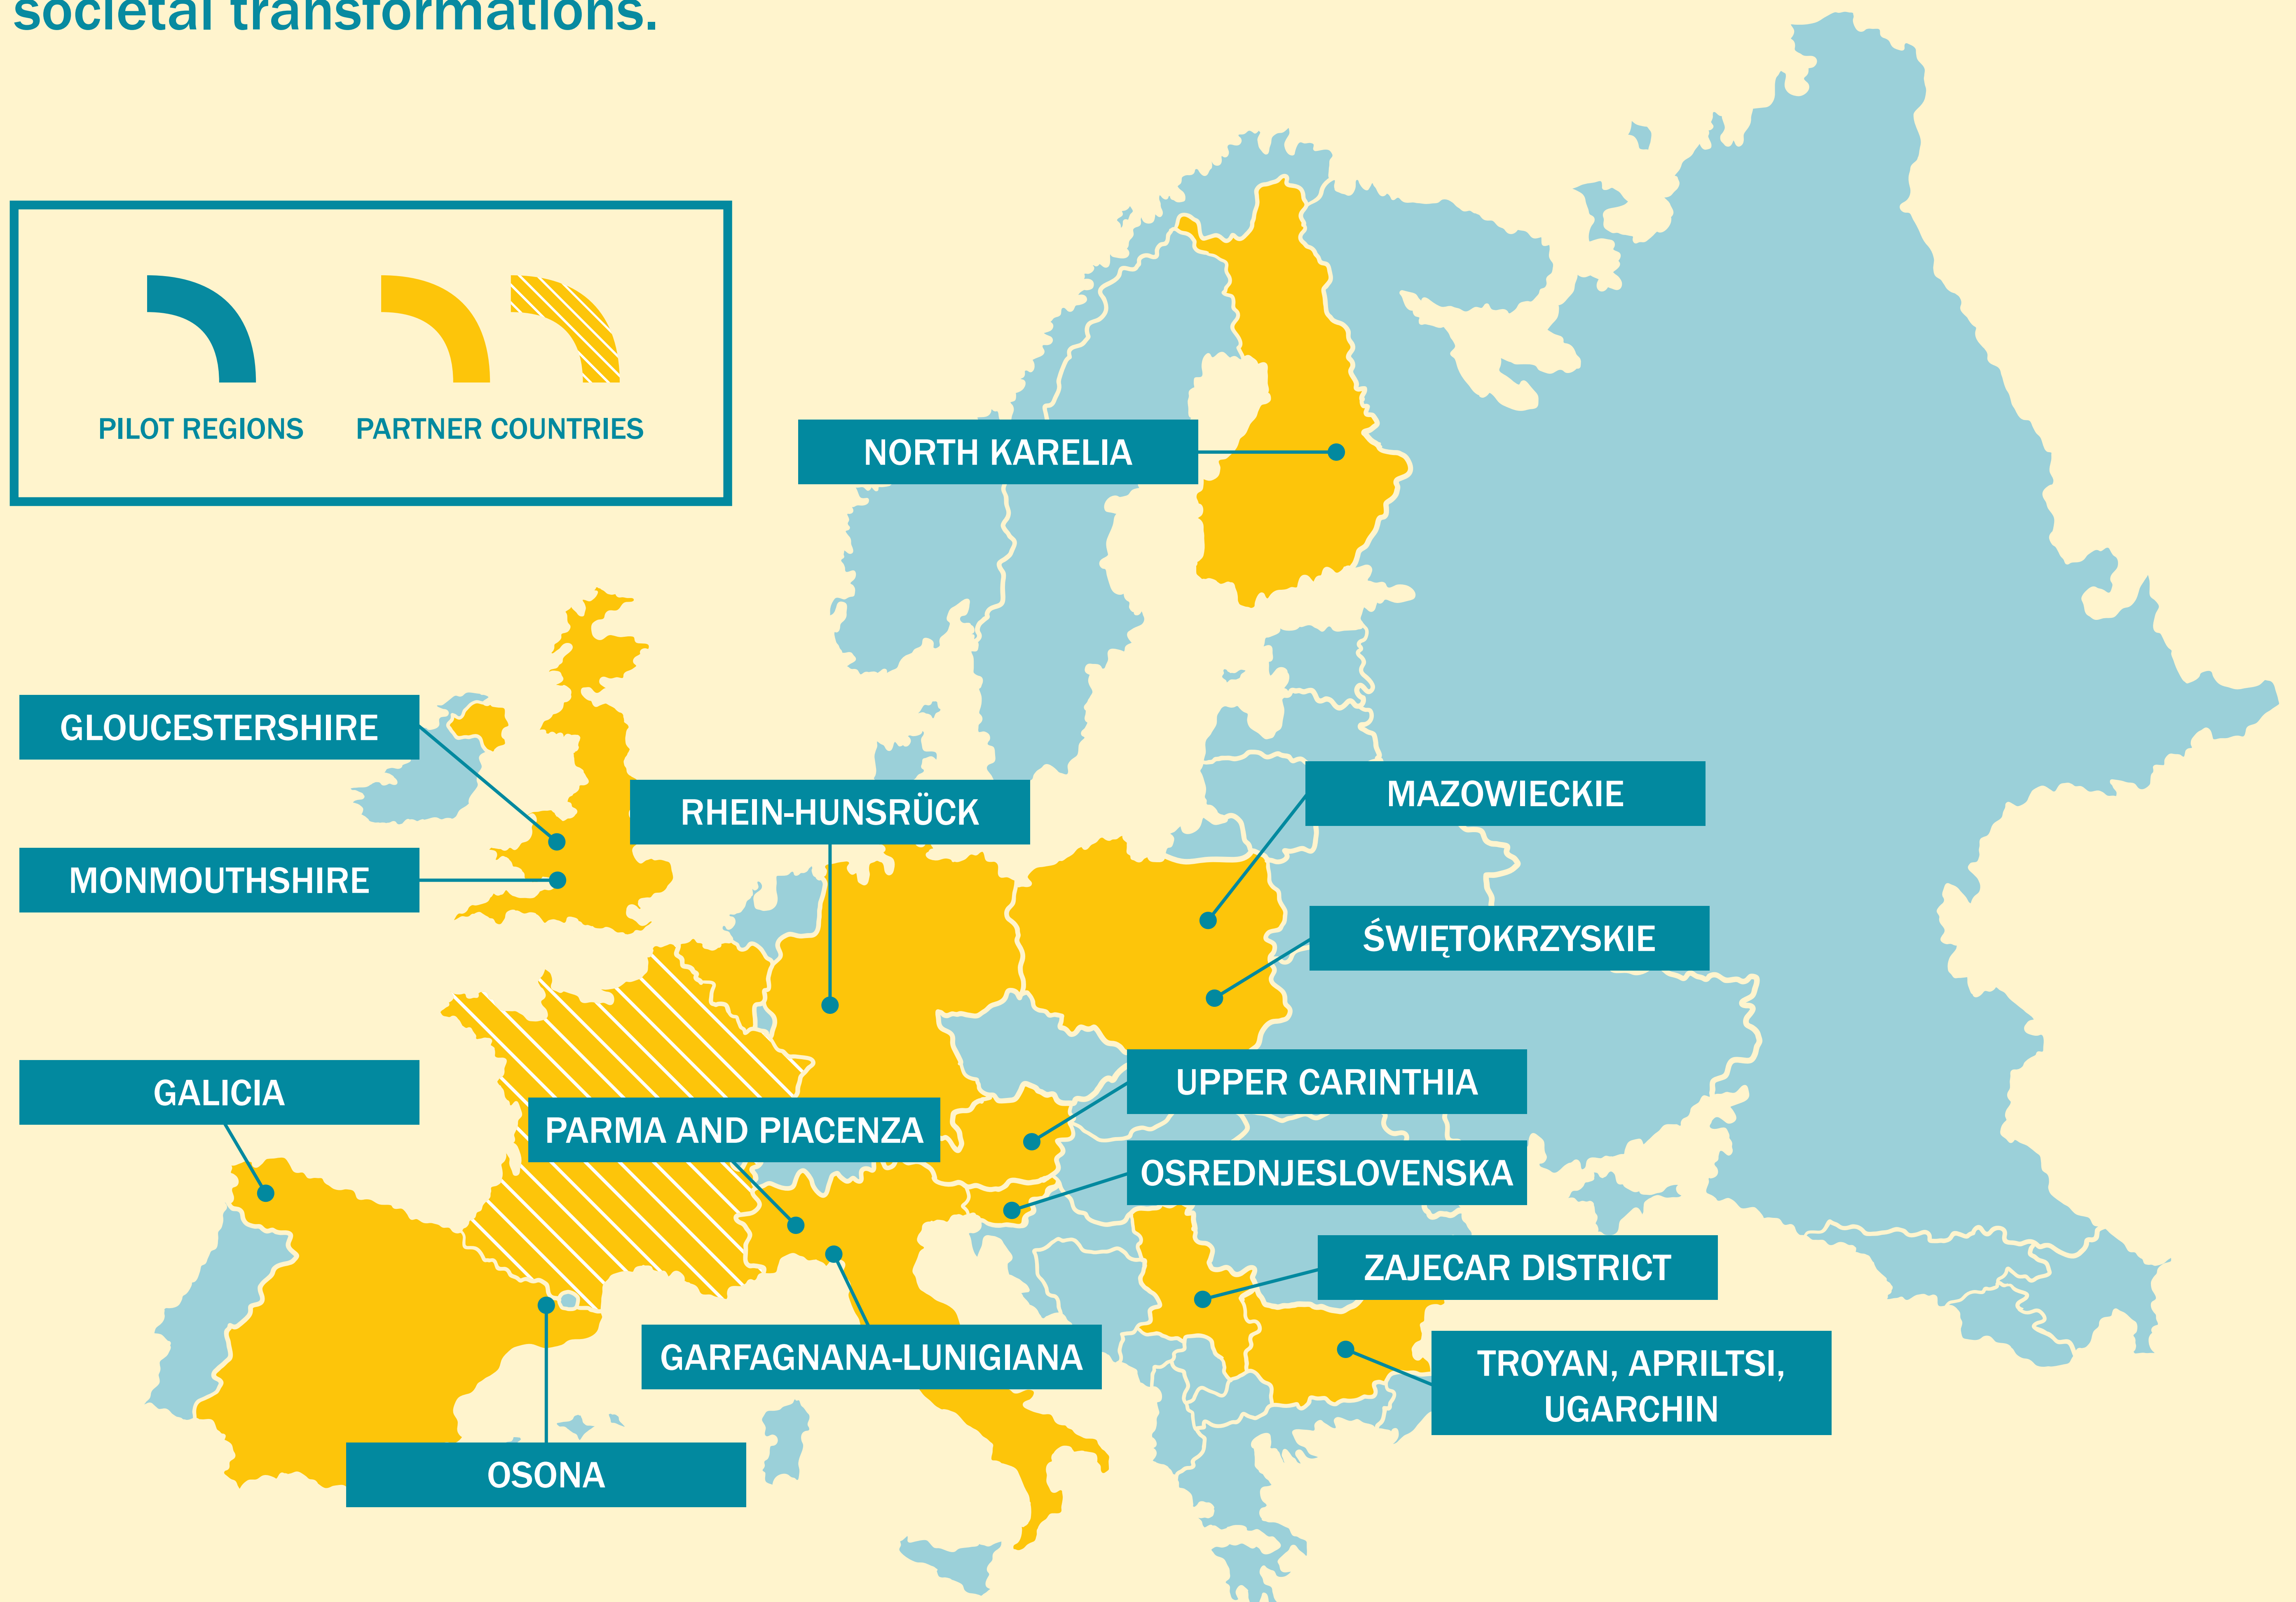 societal transformations.
PILOT REGIONS
PARTNER COUNTRIES
NORTH KARELIA
GLOUCESTERSHIRE
RHEIN-HUNSRÜCK
MAZOWIECKIE
MONMOUTHSHIRE
ŚWIĘTOKRZYSKIE
GALICIA
UPPER CARINTHIA
PARMA AND PIACENZA
OSREDNJESLOVENSKA
ZAJECAR DISTRICT
GARFAGNANA-LUNIGIANA
TROYAN, APRILTSI,
UGARCHIN
OSONA